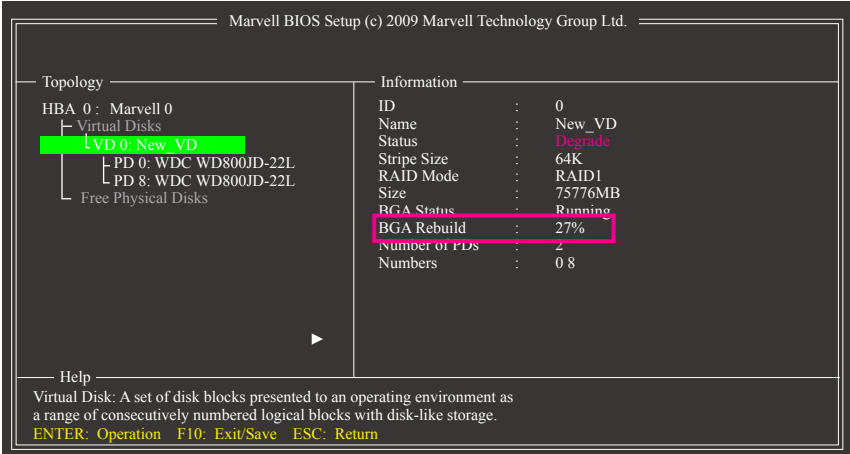 Marvell BIOS Setup (c) 2009 Marvell Technology Group Ltd.
Topology
HBA 0 : Marvell 0
Virtual Disks
VD 0: New_VD
PD 0: WDC WD800JD-22L
PD 8: WDC WD800JD-22L
Free Physical Disks
Information
ID : 0
Name : New_VD
Status : Degrade
Stripe Size : 64K
RAID Mode : RAID1
Size : 75776MB
BGA Status : Running
BGA Rebuild : 27%
Number of PDs : 2
Numbers : 0 8
Help
Virtual Disk: A set of disk blocks presented to an operating environment as
a range of consecutively numbered logical blocks with disk-like storage.
ENTER: Operation F10: Exit/Save ESC: Return